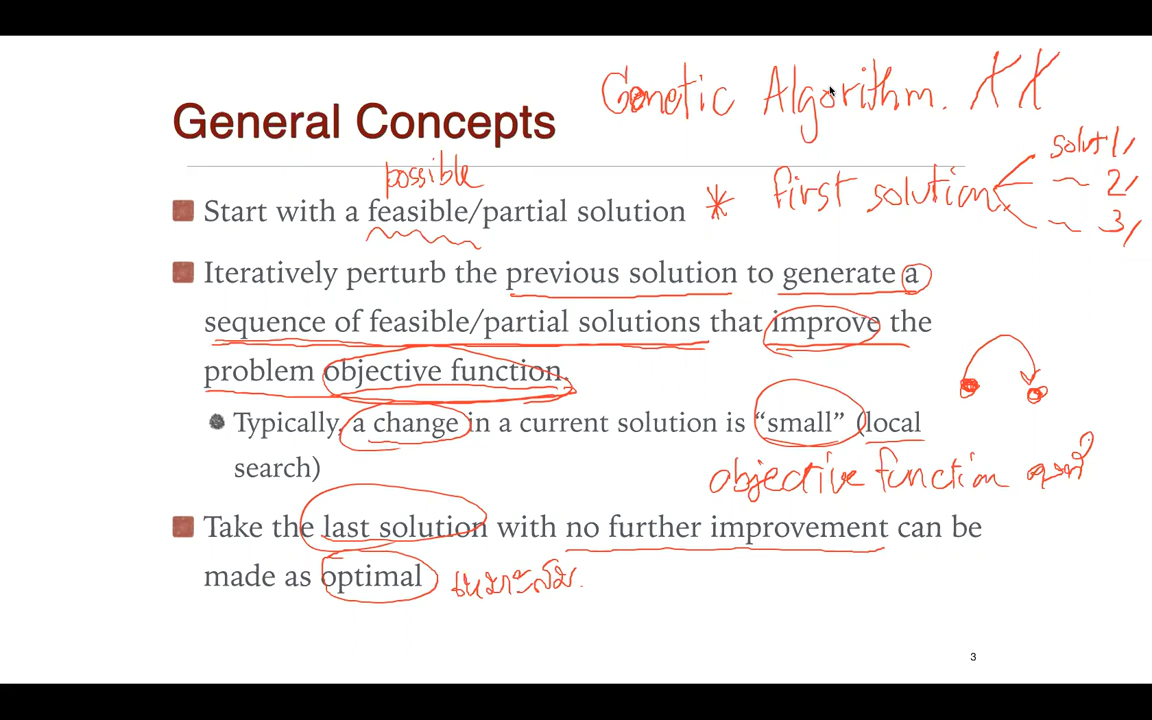 Genetic Algorithm.
General Concepts
possible
Start with a feasible/partial solution * first solution
solut 1,
2,
3,
Iteratively perturb the previous solution to generate a
sequence of feasible/partial solutions that improve the
problem objective function.
Typically, a change in a current solution is “small” (local
search)
objective function
Take the last solution with no further improvement can be
made as optimal
3